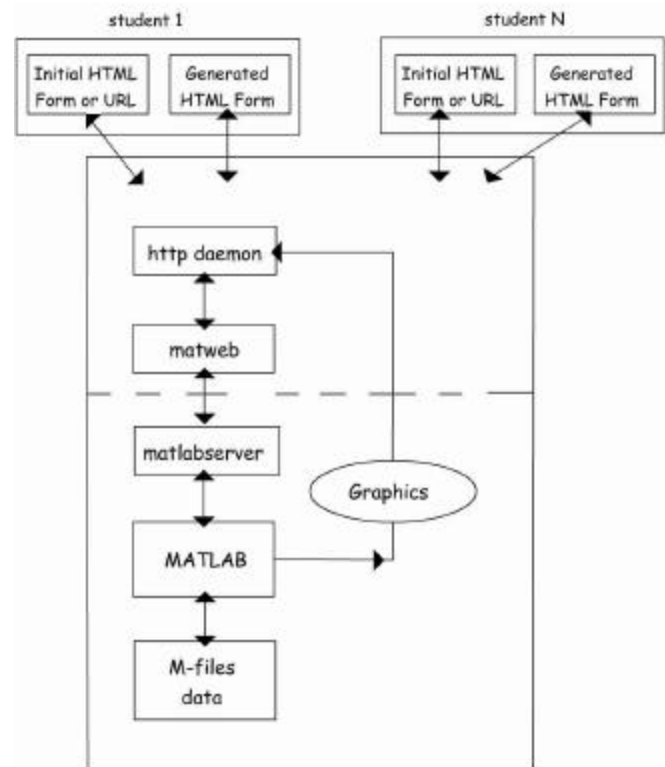 student 1
student N
Initial HTML
Form or URL
Generated
HTML Form
Initial HTML
Form or URL
Generated
HTML Form
http daemon
matweb
matlabserver
Graphics
MATLAB
M-files
data